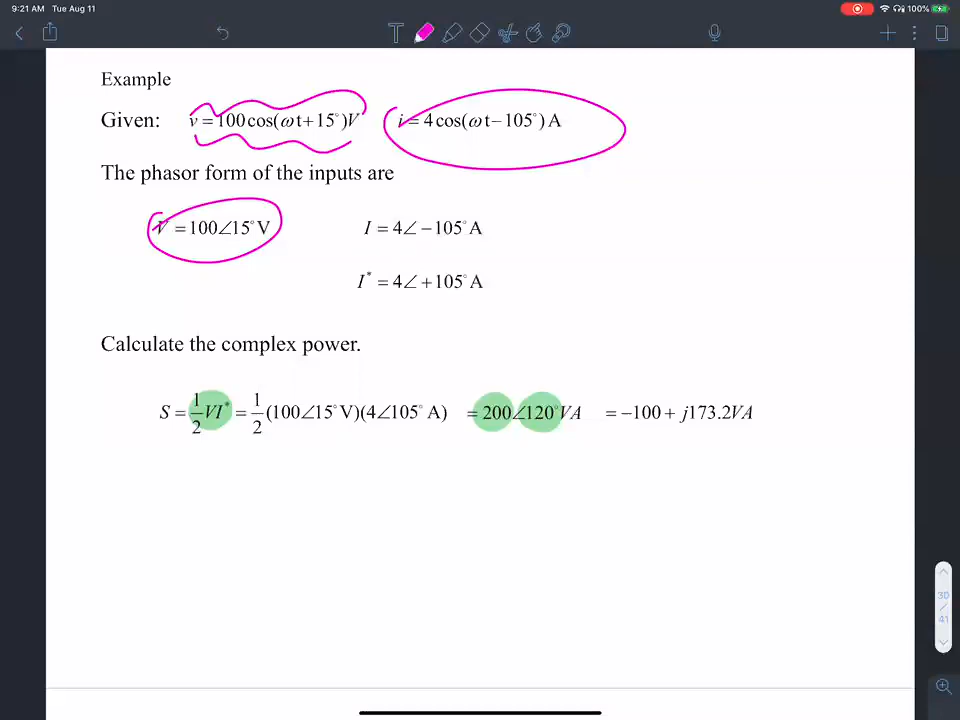 9:21 AM Tue Aug 11
100%
T
Example
Given: v = 100cos(ωt+15°)V i = 4cos(ωt−105°) A
The phasor form of the inputs are
V = 100∠15° V I = 4∠−105° A
I* = 4∠+105° A
Calculate the complex power.
S = 1/2 VI* = 1/2 (100∠15° V)(4∠105° A) = 200∠120° VA = −100 + j173.2VA
30
/
41